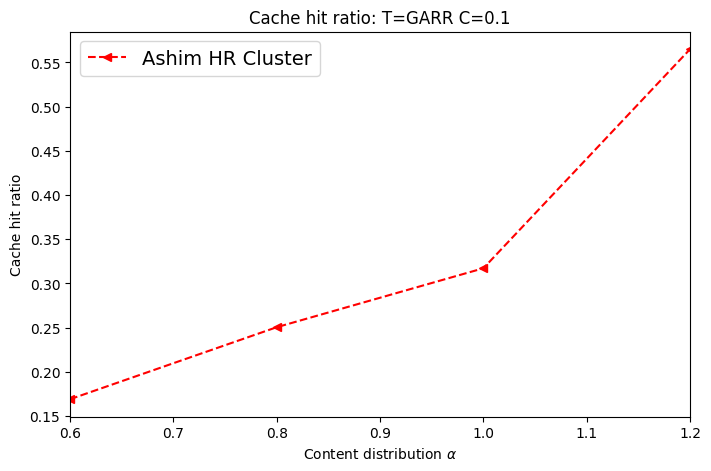 Cache hit ratio: T=GARR C=0.1
Ashim HR Cluster
Cache hit ratio
0.55
0.50
0.45
0.40
0.35
0.30
0.25
0.20
0.15
0.6 0.7 0.8 0.9 1.0 1.1 1.2
Content distribution α